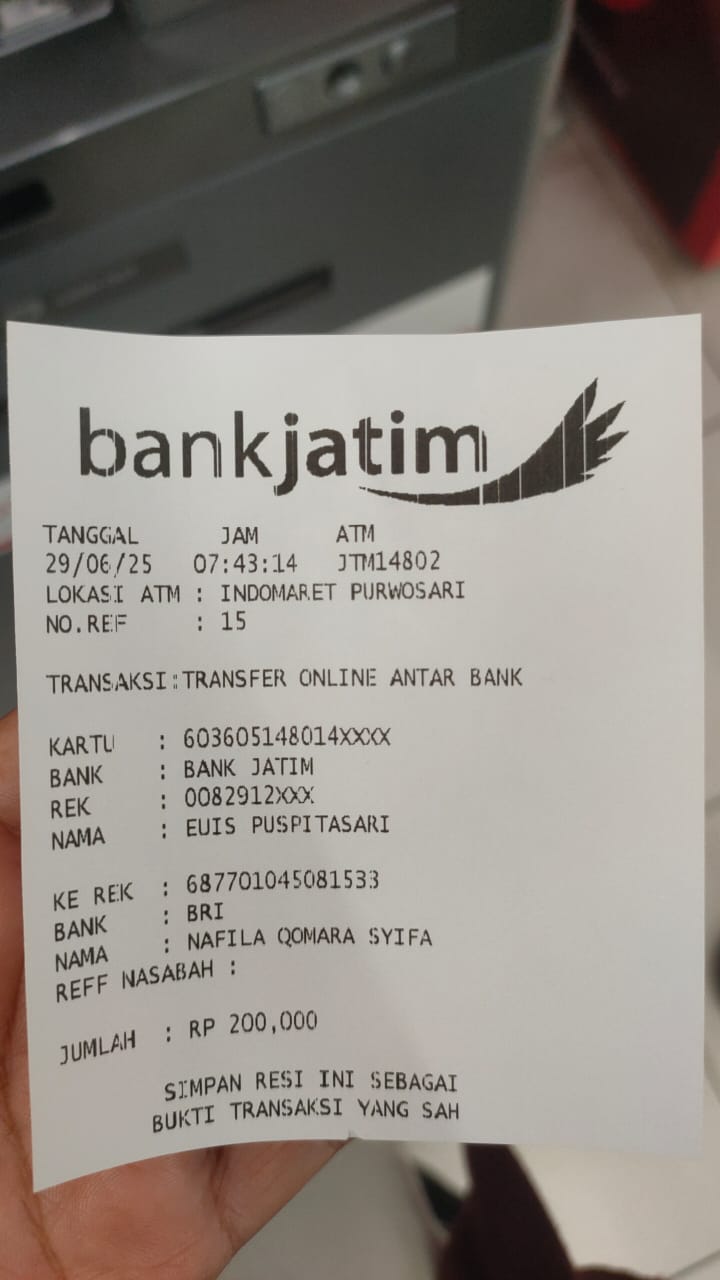 bankjatim
TANGGAL JAM ATM
29/06/25 07:43:14 JTM14802
LOKASI ATM : INDOMARET PURWOSARI
NO.REF : 15
TRANSAKSI:TRANSFER ONLINE ANTAR BANK
KARTU : 603605148014XXXX
BANK : BANK JATIM
REK : 0082912XXX
NAMA : EUIS PUSPITASARI
KE REK : 687701045081533
BANK : BRI
NAMA : NAFILA QOMARA SYIFA
REFF NASABAH :
JUMLAH : RP 200,000
SIMPAN RESI INI SEBAGAI
BUKTI TRANSAKSI YANG SAH